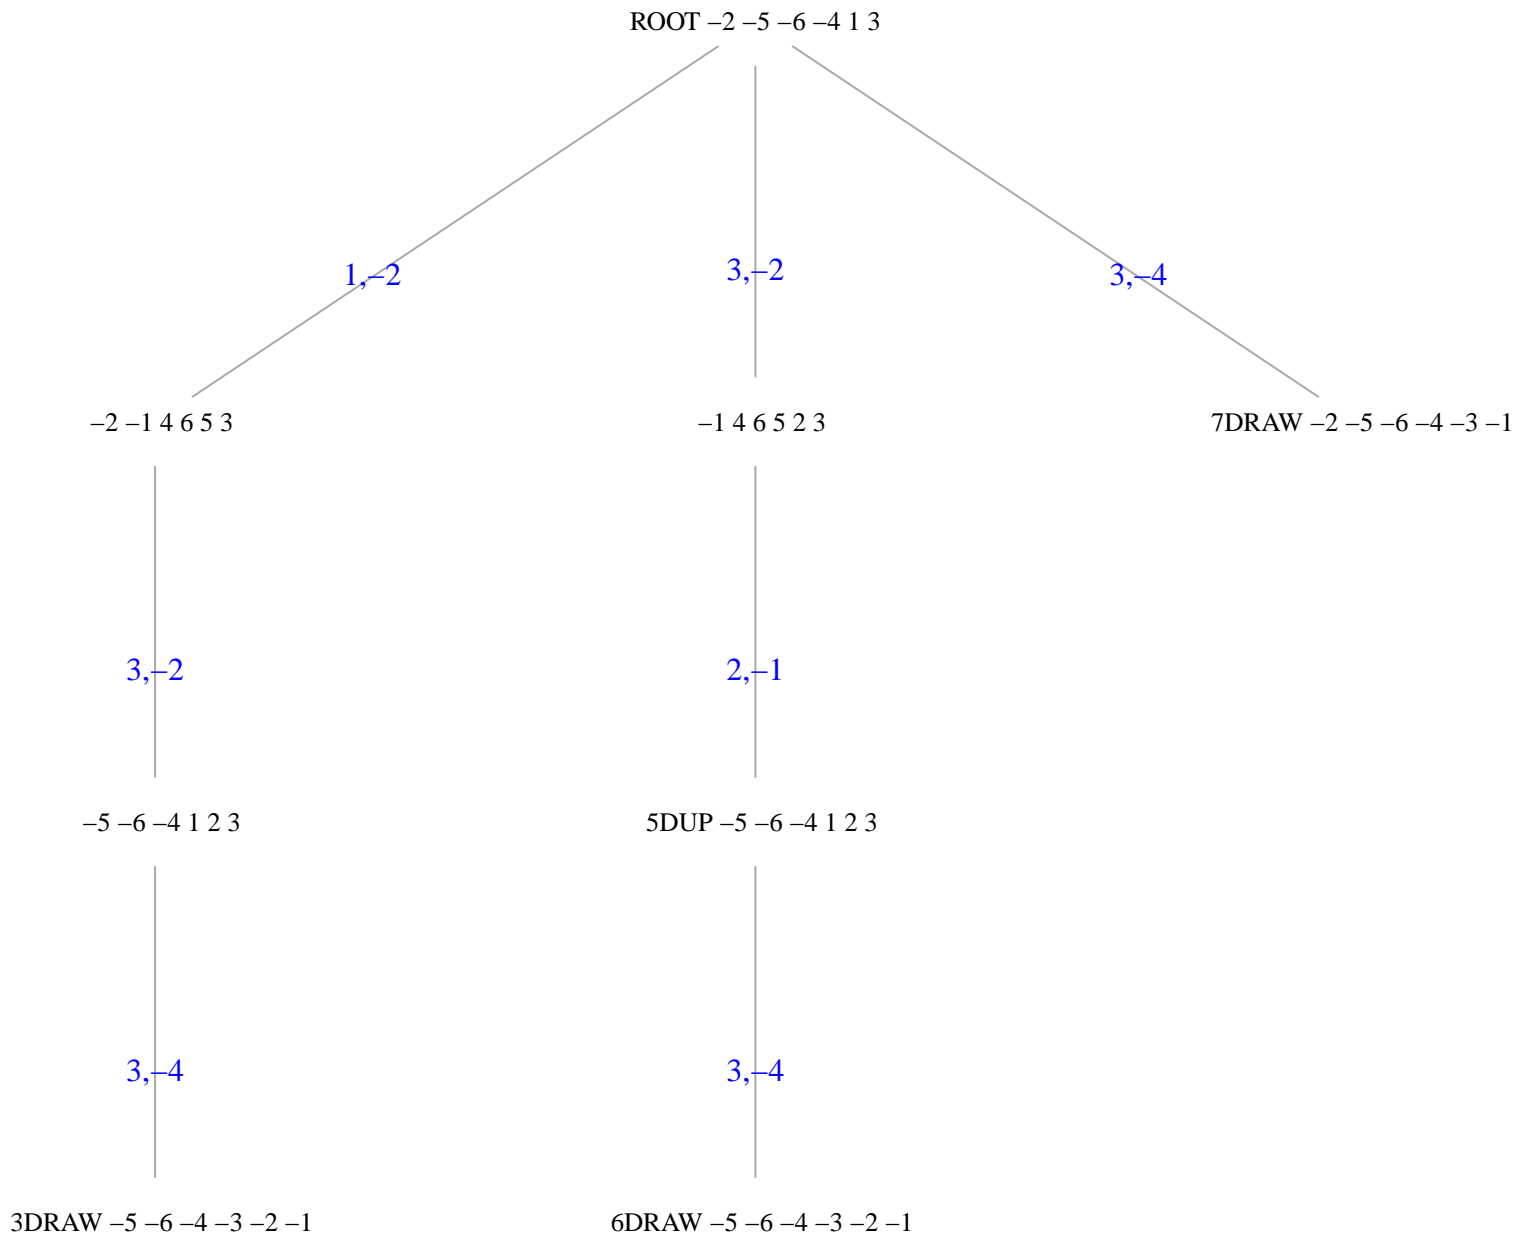 ROOT –2 –5 –6 –4 1 3
1,–2
3,–2
3,–4
–2 –1 4 6 5 3
–1 4 6 5 2 3
7DRAW –2 –5 –6 –4 –3 –1
3,–2
2,–1
–5 –6 –4 1 2 3
5DUP –5 –6 –4 1 2 3
3,–4
3,–4
3DRAW –5 –6 –4 –3 –2 –1
6DRAW –5 –6 –4 –3 –2 –1